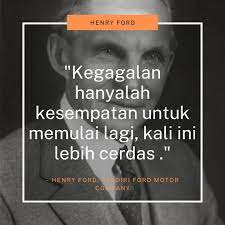 HENRY FORD
"Kegagalan
hanyalah
kesempatan untuk
memulai lagi, kali ini
lebih cerdas ."
- HENRY FORD, PENDIRI FORD MOTOR
COMPANY